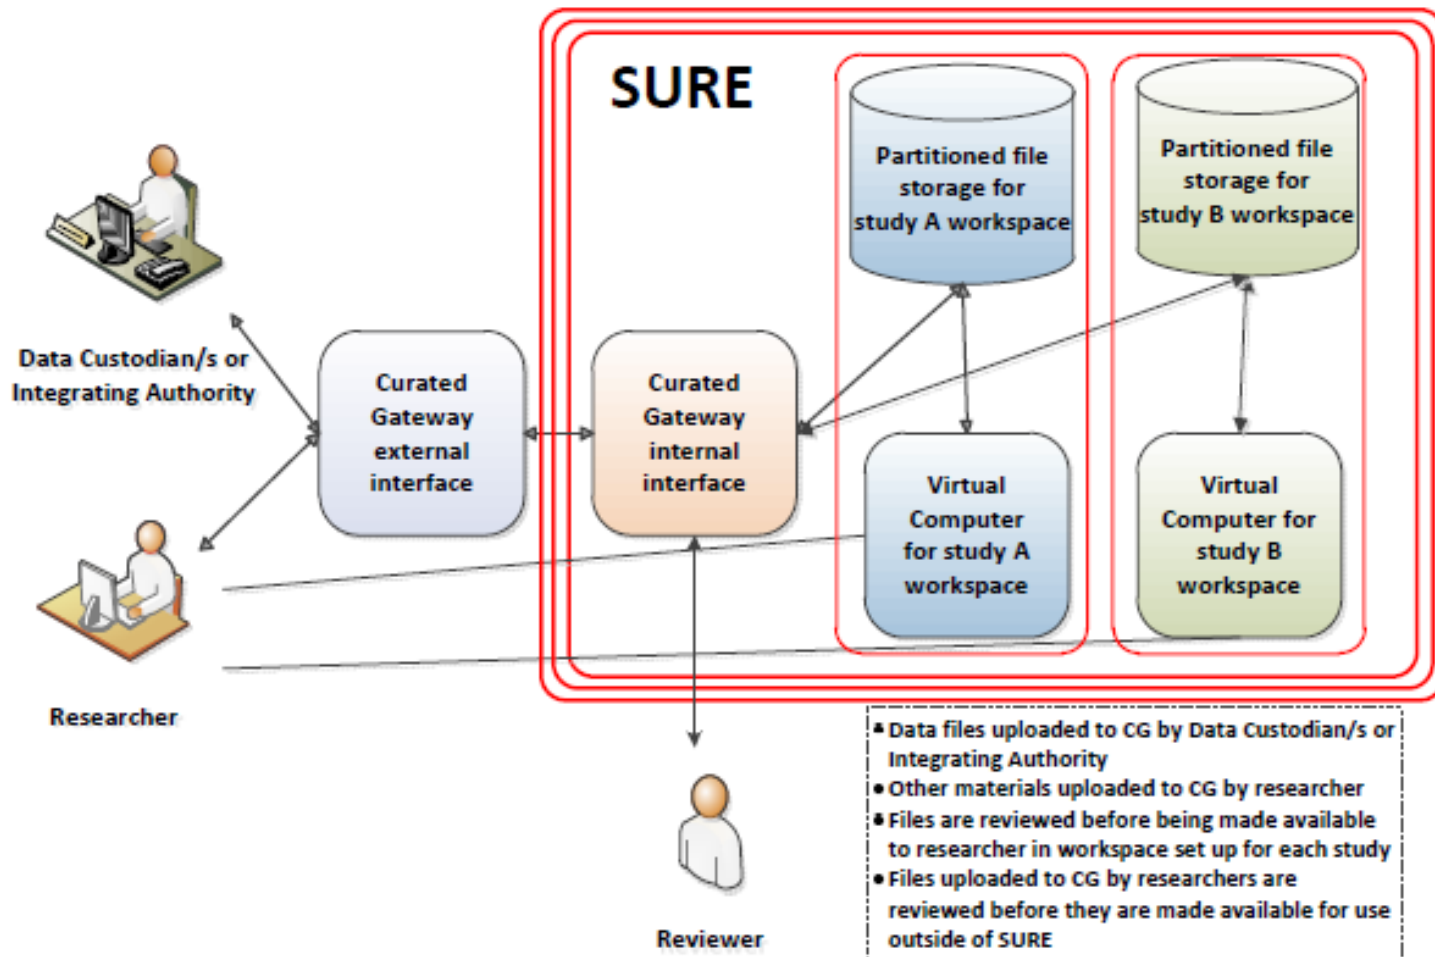 SURE
Partitioned file
storage for
study A workspace
Partitioned file
storage for
study B workspace
Data Custodian/s or
Integrating Authority
Curated
Gateway
external
interface
Curated
Gateway
internal
interface
Virtual
Computer
for study A
workspace
Virtual
Computer for
study B
workspace
Researcher
Reviewer
Data files uploaded to CG by Data Custodian/s or
Integrating Authority
• Other materials uploaded to CG by researcher
Files are reviewed before being made available
to researcher in workspace set up for each study
• Files uploaded to CG by researchers are
reviewed before they are made available for use
outside of SURE